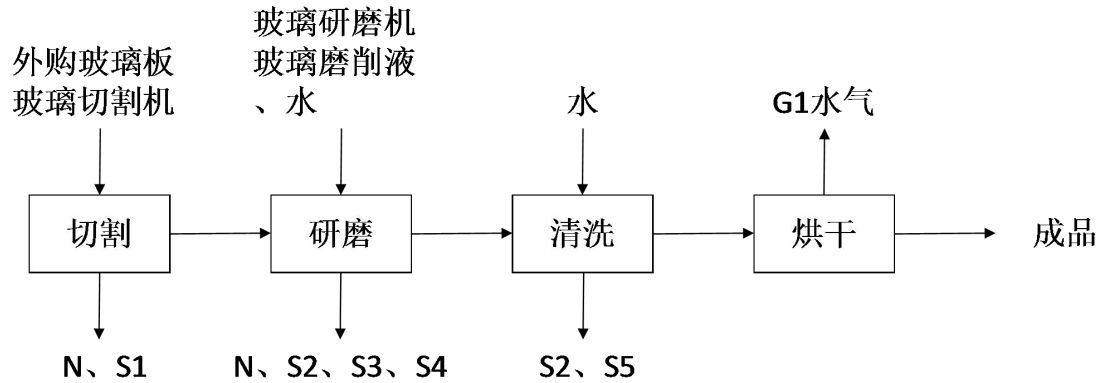 外购玻璃板
玻璃切割机
玻璃研磨机
玻璃磨削液
、水
水
G1水气
切割
研磨
清洗
烘干
成品
N、S1
N、S2、S3、S4
S2、S5